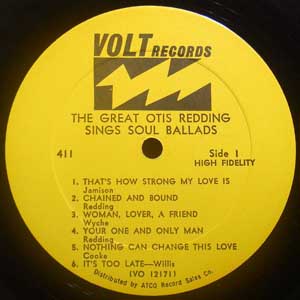 VOLT RECORDS
THE GREAT OTIS REDDING
SINGS SOUL BALLADS
411
Side 1
HIGH FIDELITY
1. THAT'S HOW STRONG MY LOVE IS
Jamison
2. CHAINED AND BOUND
Redding
3. WOMAN, LOVER, A FRIEND
Wyche
4. YOUR ONE AND ONLY MAN
Redding
5. NOTHING CAN CHANGE THIS LOVE
Cooke
6. IT'S TOO LATE—Willis
(VO 12171)
Distributed by ATCO Record Sales Co.